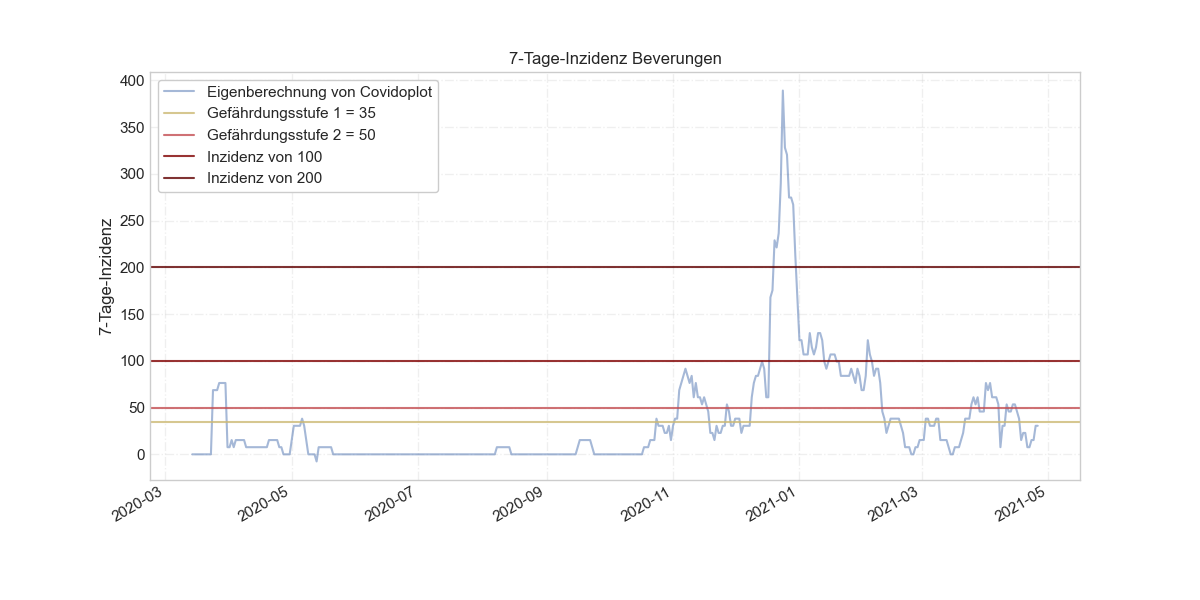 7-Tage-Inzidenz Beverungen
400
350
300
250
200
150
100
50
0
7-Tage-Inzidenz
Eigenberechnung von Covidoplot
Gefährdungsstufe 1 = 35
Gefährdungsstufe 2 = 50
Inzidenz von 100
Inzidenz von 200
2020-03
2020-05
2020-07
2020-09
2020-11
2021-01
2021-03
2021-05